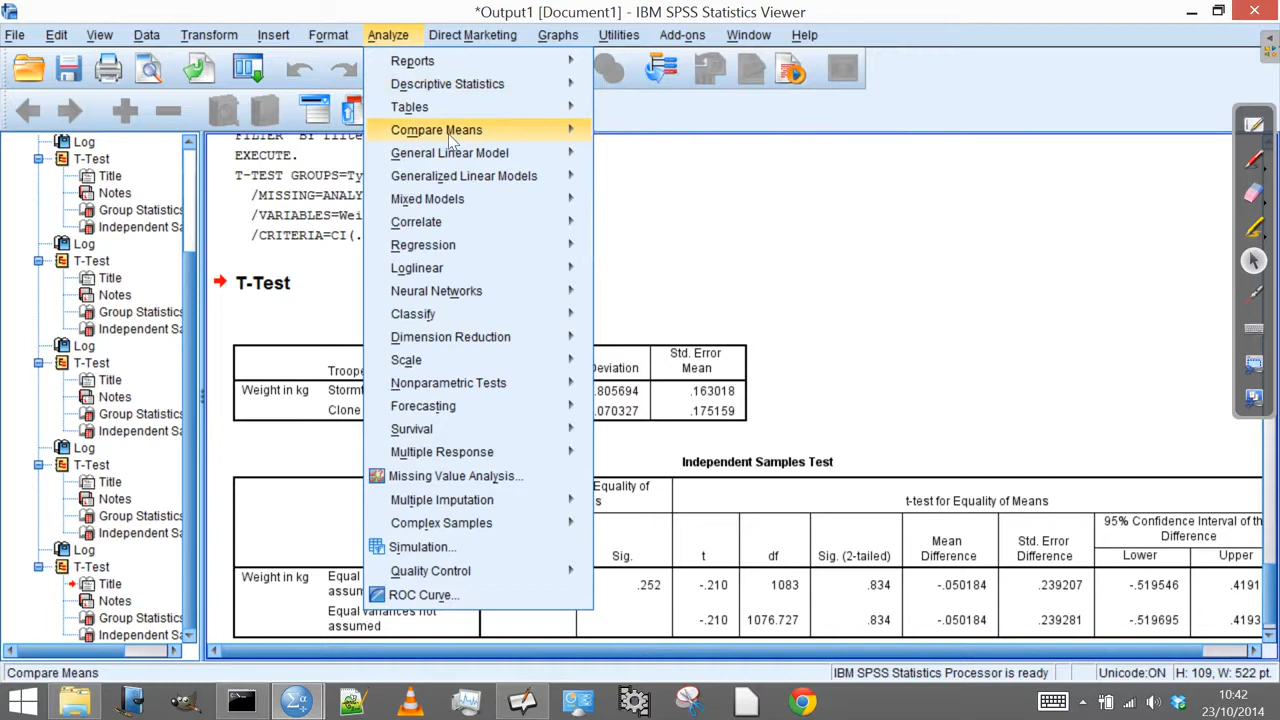 *Output1 [Document1] - IBM SPSS Statistics Viewer
File Edit View Data Transform Insert Format Analyze Direct Marketing Graphs Utilities Add-ons Window Help
Reports
Descriptive Statistics
Tables
Compare Means
General Linear Model
Generalized Linear Models
Mixed Models
Correlate
Regression
Loglinear
Neural Networks
Classify
Dimension Reduction
Scale
Nonparametric Tests
Forecasting
Survival
Multiple Response
Missing Value Analysis...
Multiple Imputation
Complex Samples
Simulation...
Quality Control
ROC Curve...
Log
T-Test
Title
Notes
Group Statistics
Independent Sa
Log
T-Test
Title
Notes
Group Statistics
Independent Sa
Log
T-Test
Title
Notes
Group Statistics
Independent Sa
Log
T-Test
Title
Notes
Group Statistics
Independent Sa
Log
T-Test
Title
Notes
Group Statistics
Independent Sa
FILTER BY
EXECUTE.
T-TEST GROUPS=Ty
/MISSING=ANALY
/VARIABLES=Wei
/CRITERIA=CI(.
T-Test
Troope Deviation Std. Error Mean
Weight in kg Stormt .805694 .163018
Clone .070327 .175159
Independent Samples Test
Equality of t-test for Equality of Means
s
95% Confidence Interval of th
Difference
Sig. t df Sig. (2-tailed) Mean Difference Std. Error Difference Lower Upper
Weight in kg Equal assum .252 -.210 1083 .834 -.050184 .239207 -.519546 .4191
Equal variances not assumed -.210 1076.727 .834 -.050184 .239281 -.519695 .4193
Compare Means IBM SPSS Statistics Processor is ready Unicode:ON H: 109, W: 522 pt.
10:42
23/10/2014